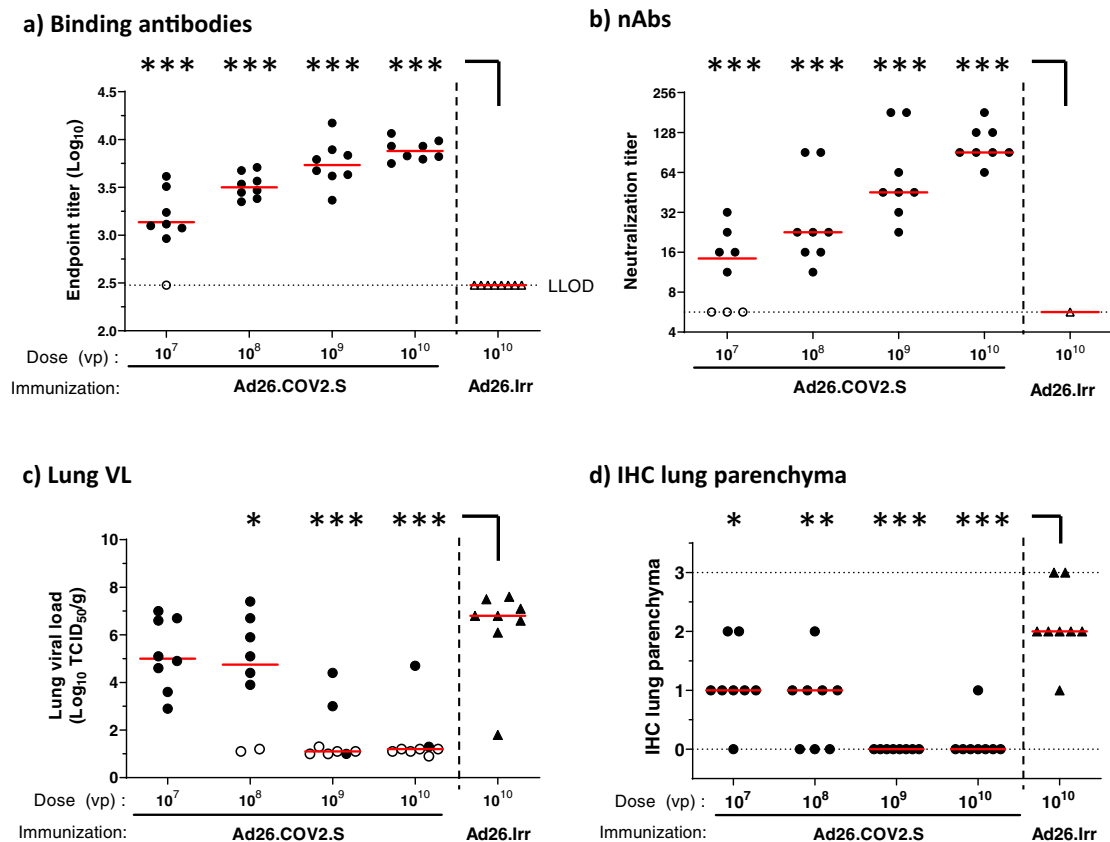 a) Binding antibodies
*** *** *** ***
Endpoint titer (Log10)
4.5
4.0
3.5
3.0
2.5
2.0
LLOD
Dose (vp) : 10^7 10^8 10^9 10^10 10^10
Immunization: Ad26.COV2.S Ad26.Irr
b) nAbs
*** *** *** ***
Neutralization titer
256
128
64
32
16
8
4
Dose (vp) : 10^7 10^8 10^9 10^10 10^10
Immunization: Ad26.COV2.S Ad26.Irr
c) Lung VL
* *** ***
Lung viral load
(Log10 TCID50/g)
10
8
6
4
2
0
Dose (vp) : 10^7 10^8 10^9 10^10 10^10
Immunization: Ad26.COV2.S Ad26.Irr
d) IHC lung parenchyma
* ** *** ***
IHC lung parenchyma
3
2
1
0
Dose (vp) : 10^7 10^8 10^9 10^10 10^10
Immunization: Ad26.COV2.S Ad26.Irr